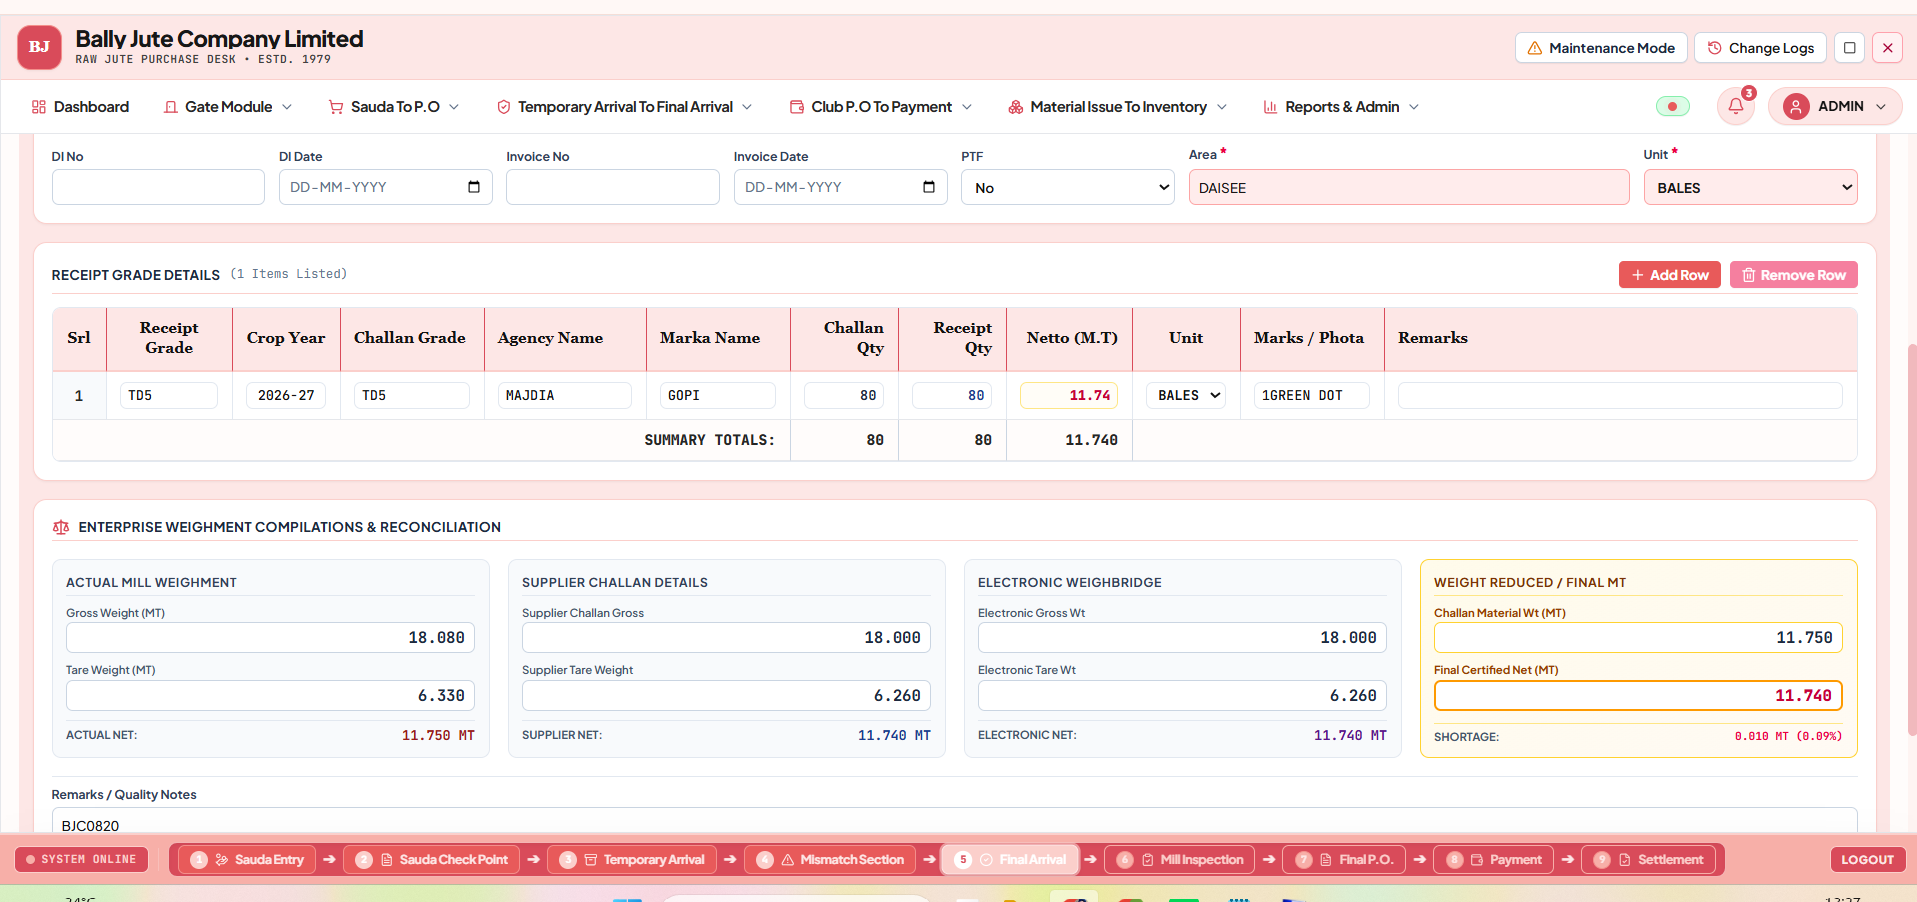 BJ
Bally Jute Company Limited
RAW JUTE PURCHASE DESK • ESTD. 1979
Maintenance Mode
Change Logs
Dashboard
Gate Module
Sauda To P.O
Temporary Arrival To Final Arrival
Club P.O To Payment
Material Issue To Inventory
Reports & Admin
3
ADMIN
DI No
DI Date
Invoice No
Invoice Date
PTF
Area *
Unit *
DD-MM-YYYY
DD-MM-YYYY
No
DAISEE
BALES
RECEIPT GRADE DETAILS (1 Items Listed)
+ Add Row
Remove Row
Srl
Receipt Grade
Crop Year
Challan Grade
Agency Name
Marka Name
Challan Qty
Receipt Qty
Netto (M.T)
Unit
Marks / Phota
Remarks
1 TD5 2026-27 TD5 MAJDIA GOPI 80 80 11.74 BALES 1GREEN DOT
SUMMARY TOTALS: 80 80 11.740
ENTERPRISE WEIGHMENT COMPILATIONS & RECONCILIATION
ACTUAL MILL WEIGHMENT
Gross Weight (MT)
18.080
Tare Weight (MT)
6.330
ACTUAL NET: 11.750 MT
SUPPLIER CHALLAN DETAILS
Supplier Challan Gross
18.000
Supplier Tare Weight
6.260
SUPPLIER NET: 11.740 MT
ELECTRONIC WEIGHBRIDGE
Electronic Gross Wt
18.000
Electronic Tare Wt
6.260
ELECTRONIC NET: 11.740 MT
WEIGHT REDUCED / FINAL MT
Challan Material Wt (MT)
11.750
Final Certified Net (MT)
11.740
SHORTAGE: 0.010 MT (0.09%)
Remarks / Quality Notes
BJC0820
SYSTEM ONLINE
1 Sauda Entry
2 Sauda Check Point
3 Temporary Arrival
4 Mismatch Section
5 Final Arrival
6 Mill Inspection
7 Final P.O.
8 Payment
9 Settlement
LOGOUT